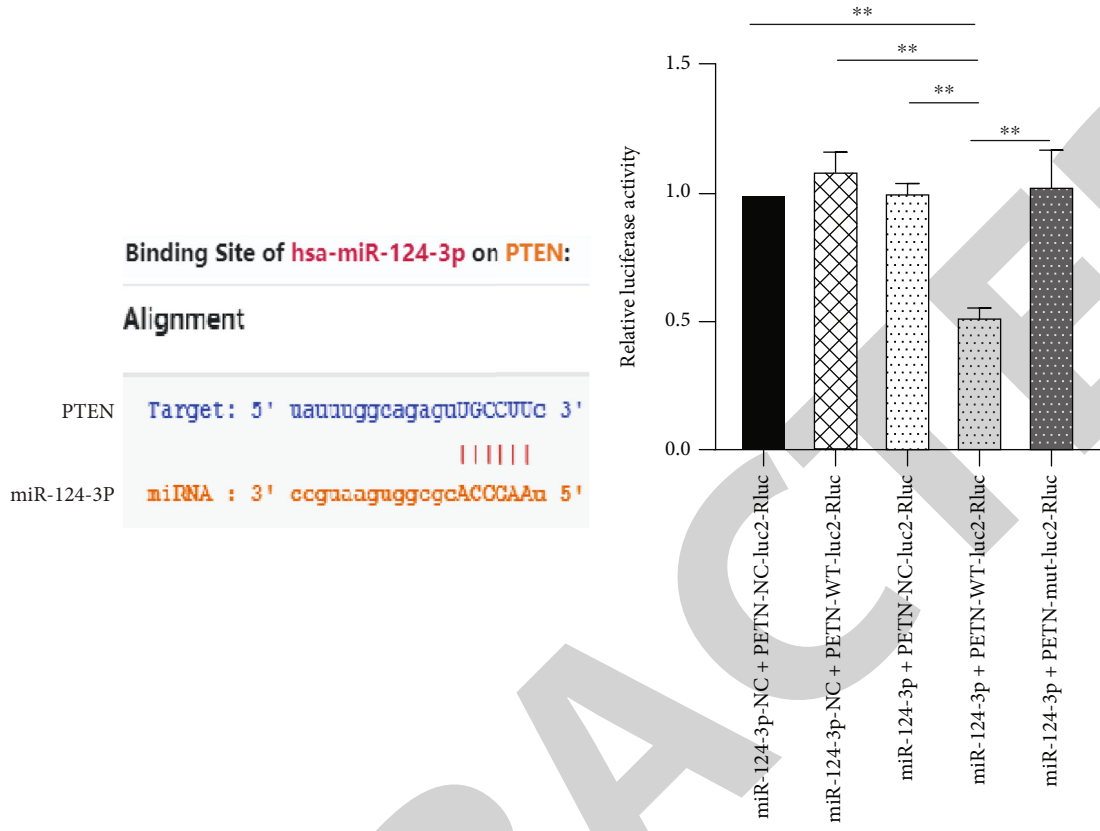 Binding Site of hsa-miR-124-3p on PTEN:
Alignment
PTEN
Target: 5' uauuuggcagaguUGCCUUc 3'
||||||
miR-124-3P
miRNA : 3' ccguaaguggcgcACGGAAu 5'
Relative luciferase activity
1.5
1.0
0.5
0.0
**
**
**
**
miR-124-3p-NC + PETN-NC-luc2-Rluc
miR-124-3p-NC + PETN-WT-luc2-Rluc
miR-124-3p + PETN-NC-luc2-Rluc
miR-124-3p + PETN-WT-luc2-Rluc
miR-124-3p + PETN-mut-luc2-Rluc
RACTE